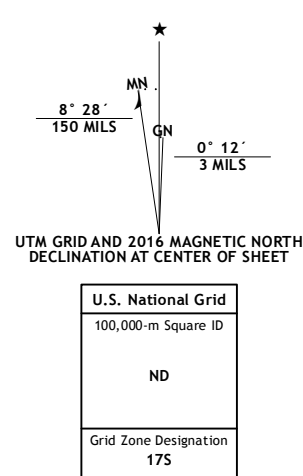 MN
8° 28´
150 MILS
GN
0° 12´
3 MILS
UTM GRID AND 2016 MAGNETIC NORTH
DECLINATION AT CENTER OF SHEET
U.S. National Grid
100,000-m Square ID
ND
Grid Zone Designation
17S